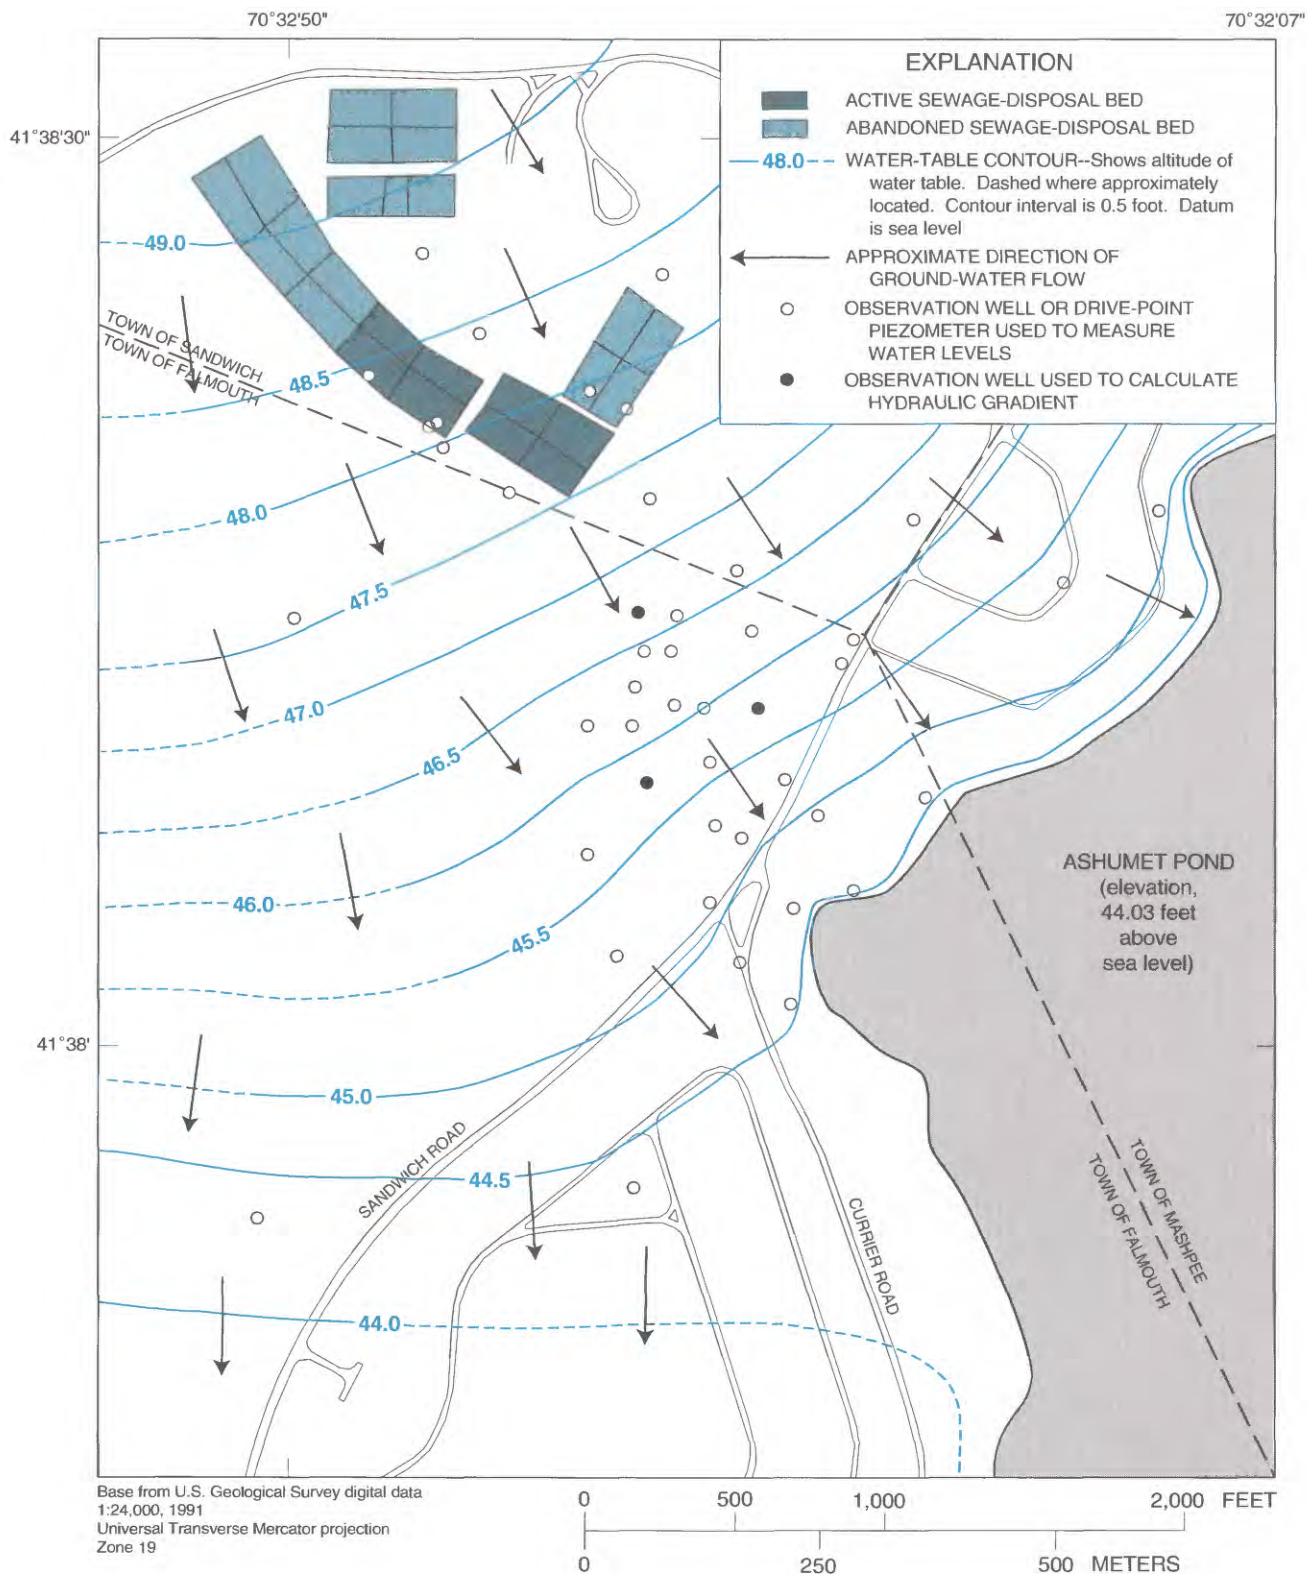 70°32'50"
70°32'07"
41°38'30"
EXPLANATION
ACTIVE SEWAGE-DISPOSAL BED
ABANDONED SEWAGE-DISPOSAL BED
48.0
WATER-TABLE CONTOUR--Shows altitude of
water table. Dashed where approximately
located. Contour interval is 0.5 foot. Datum
is sea level
APPROXIMATE DIRECTION OF
GROUND-WATER FLOW
OBSERVATION WELL OR DRIVE-POINT
PIEZOMETER USED TO MEASURE
WATER LEVELS
OBSERVATION WELL USED TO CALCULATE
HYDRAULIC GRADIENT
49.0
TOWN OF SANDWICH
TOWN OF FALMOUTH
48.5
48.0
47.5
47.0
46.5
46.0
45.5
ASHUMET POND
(elevation,
44.03 feet
above
sea level)
41°38'
45.0
SANDWICH ROAD
44.5
CURRIER ROAD
TOWN OF MASHPEE
TOWN OF FALMOUTH
44.0
Base from U.S. Geological Survey digital data
1:24,000, 1991
Universal Transverse Mercator projection
Zone 19
0 500 1,000 2,000 FEET
0 250 500 METERS